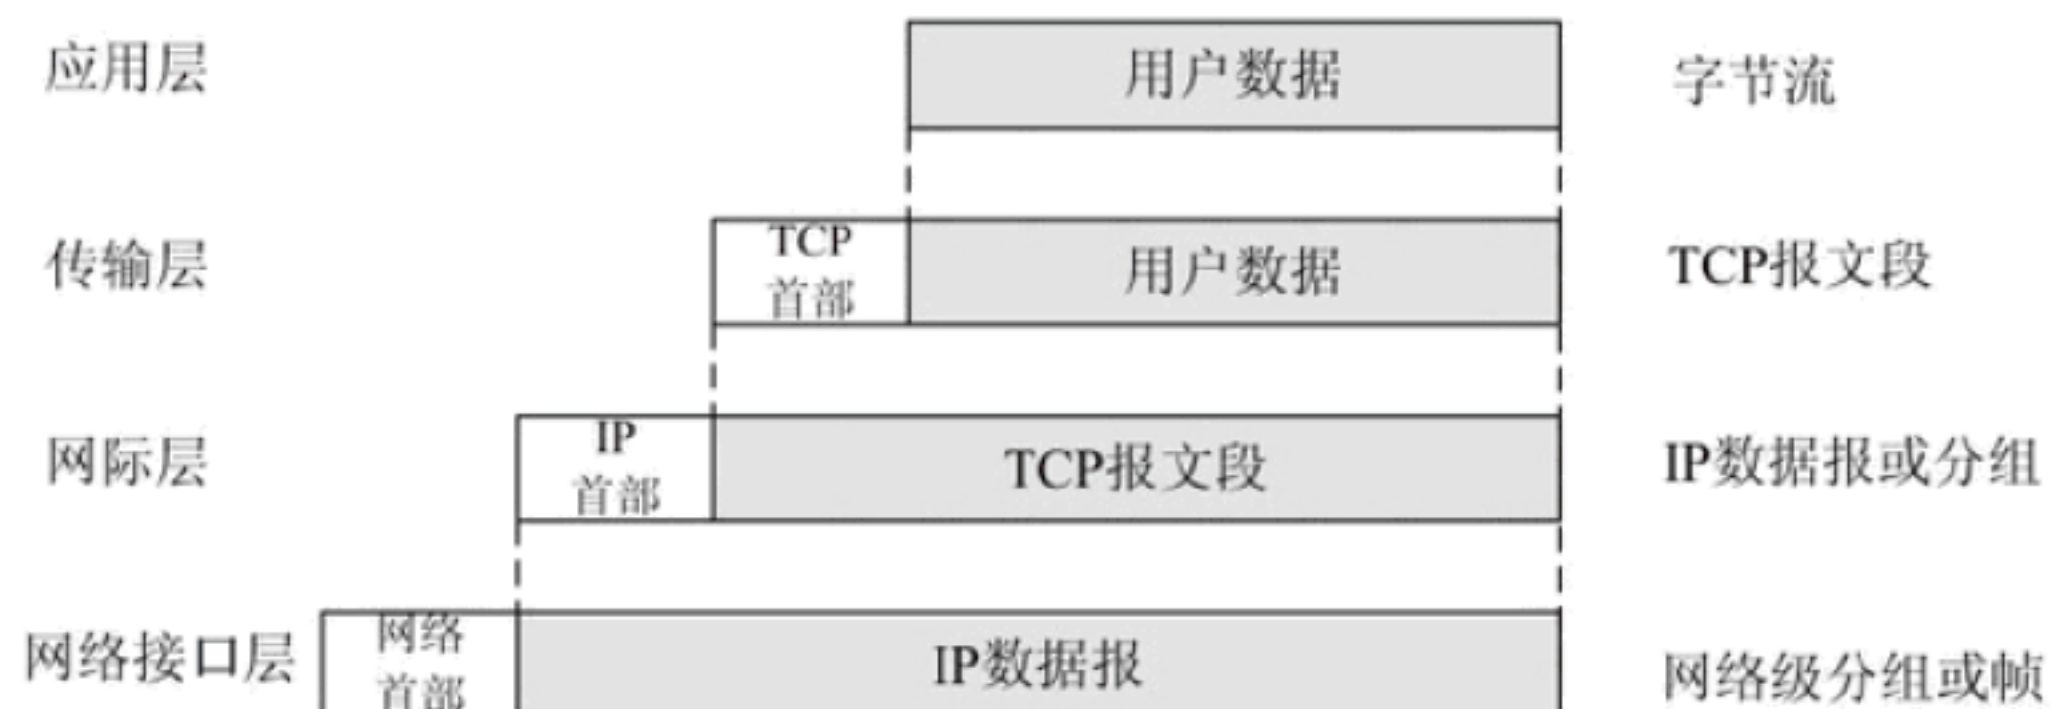 应用层
用户数据
字节流
传输层
TCP
首部
用户数据
TCP报文段
网际层
IP
首部
TCP报文段
IP数据报或分组
网络接口层
网络
首部
IP数据报
网络级分组或帧